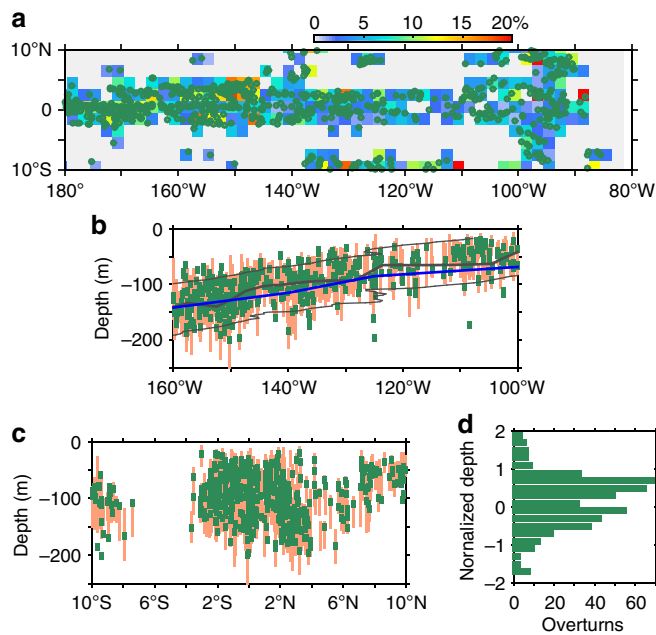 a
0 5 10 15 20%
10°N
0
10°S
180° 160°W 140°W 120°W 100°W 80°W
b
0
−100
−200
Depth (m)
160°W 140°W 120°W 100°W
c
0
−100
−200
Depth (m)
10°S 6°S 2°S 2°N 6°N 10°N
d
2
1
0
−1
−2
Normalized depth
0 20 40 60
Overturns